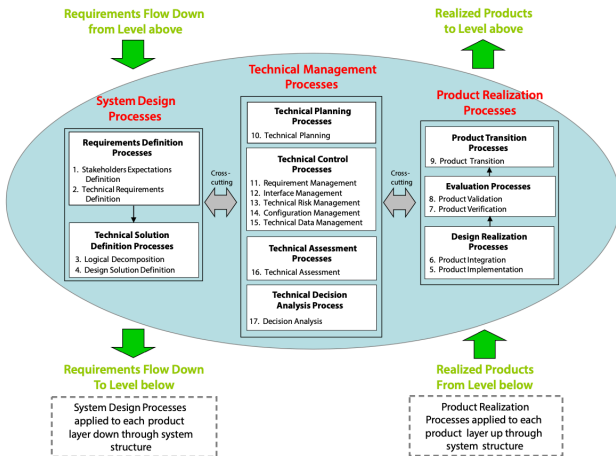 Requirements Flow Down
from Level above
Realized Products
to Level above
Technical Management
Processes
System Design
Processes
Product Realization
Processes
Requirements Definition
Processes
1. Stakeholders Expectations
Definition
2. Technical Requirements
Definition
Technical Solution
Definition Processes
3. Logical Decomposition
4. Design Solution Definition
Cross-
cutting
Technical Planning
Processes
10. Technical Planning
Technical Control
Processes
11. Requirement Management
12. Interface Management
13. Technical Risk Management
14. Configuration Management
15. Technical Data Management
Technical Assessment
Processes
16. Technical Assessment
Technical Decision
Analysis Process
17. Decision Analysis
Cross-
cutting
Product Transition
Processes
9. Product Transition
Evaluation Processes
8. Product Validation
7. Product Verification
Design Realization
Processes
6. Product Integration
5. Product Implementation
Requirements Flow Down
To Level below
Realized Products
From Level below
System Design Processes
applied to each product
layer down through system
structure
Product Realization
Processes applied to each
product layer up through
system structure